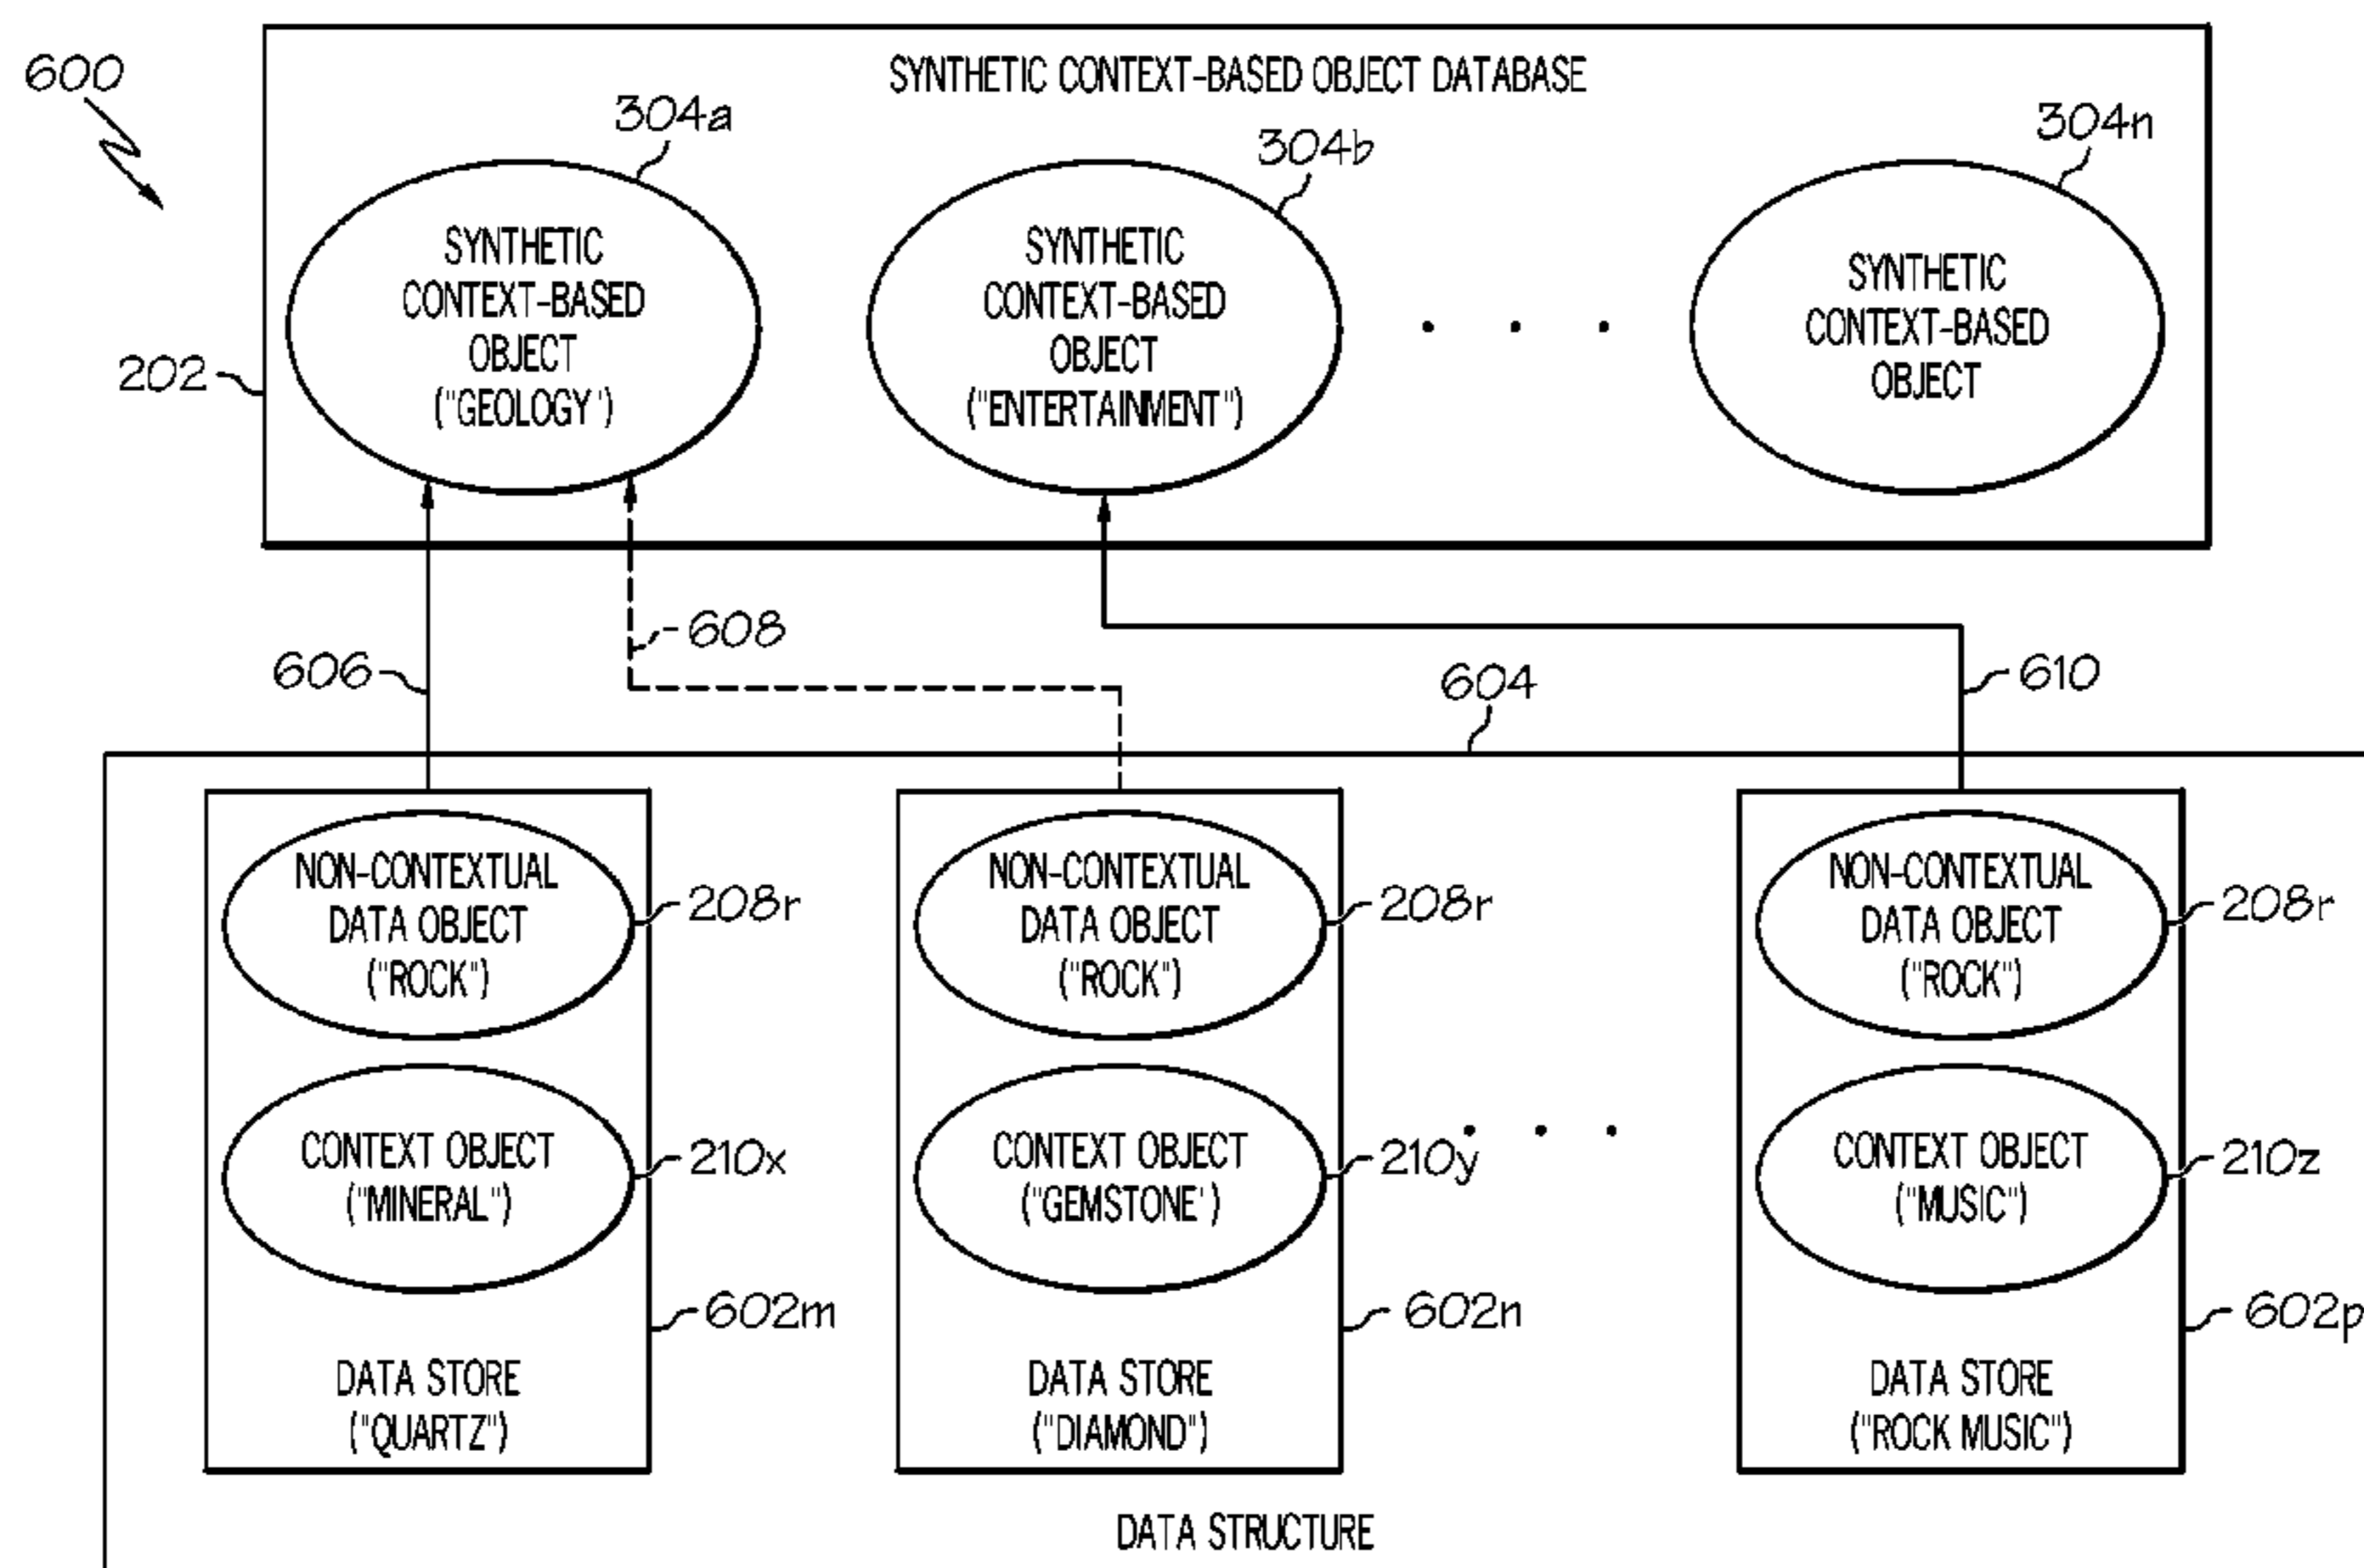 600
SYNTHETIC CONTEXT-BASED OBJECT DATABASE
304a
304b
304n
SYNTHETIC
CONTEXT-BASED
OBJECT
("GEOLOGY")
SYNTHETIC
CONTEXT-BASED
OBJECT
("ENTERTAINMENT")
SYNTHETIC
CONTEXT-BASED
OBJECT
202
606
608
604
610
NON-CONTEXTUAL
DATA OBJECT
("ROCK")
208r
NON-CONTEXTUAL
DATA OBJECT
("ROCK")
208r
NON-CONTEXTUAL
DATA OBJECT
("ROCK")
208r
CONTEXT OBJECT
("MINERAL")
210x
CONTEXT OBJECT
("GEMSTONE')
210y
CONTEXT OBJECT
("MUSIC")
210z
602m
602n
602p
DATA STORE
("QUARTZ")
DATA STORE
("DIAMOND")
DATA STORE
("ROCK MUSIC")
DATA STRUCTURE